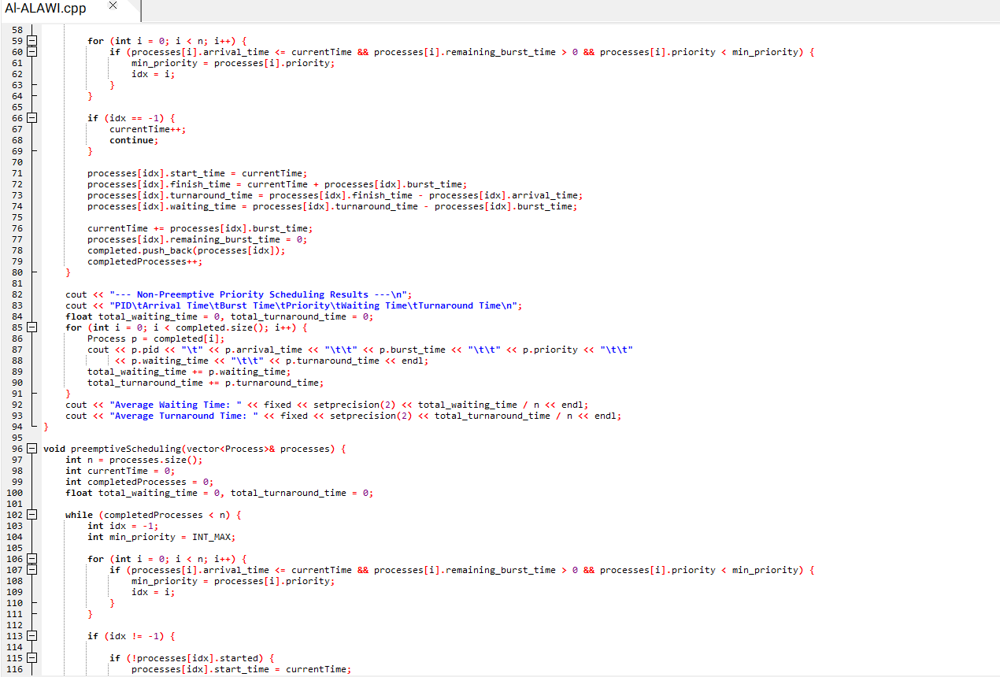 AI-ALAWI.cpp ×
58
59 for (int i = 0; i < n; i++) {
60 if (processes[i].arrival_time <= currentTime && processes[i].remaining_burst_time > 0 && processes[i].priority < min_priority) {
61 min_priority = processes[i].priority;
62 idx = i;
63 }
64 }
65
66 if (idx == -1) {
67 currentTime++;
68 continue;
69 }
70
71 processes[idx].start_time = currentTime;
72 processes[idx].finish_time = currentTime + processes[idx].burst_time;
73 processes[idx].turnaround_time = processes[idx].finish_time - processes[idx].arrival_time;
74 processes[idx].waiting_time = processes[idx].turnaround_time - processes[idx].burst_time;
75
76 currentTime += processes[idx].burst_time;
77 processes[idx].remaining_burst_time = 0;
78 completed.push_back(processes[idx]);
79 completedProcesses++;
80 }
81
82 cout << "--- Non-Preemptive Priority Scheduling Results ---\n";
83 cout << "PID\tArrival Time\tBurst Time\tPriority\tWaiting Time\tTurnaround Time\n";
84 float total_waiting_time = 0, total_turnaround_time = 0;
85 for (int i = 0; i < completed.size(); i++) {
86 Process p = completed[i];
87 cout << p.pid << "\t" << p.arrival_time << "\t\t" << p.burst_time << "\t\t" << p.priority << "\t\t"
88 << p.waiting_time << "\t\t" << p.turnaround_time << endl;
89 total_waiting_time += p.waiting_time;
90 total_turnaround_time += p.turnaround_time;
91 }
92 cout << "Average Waiting Time: " << fixed << setprecision(2) << total_waiting_time / n << endl;
93 cout << "Average Turnaround Time: " << fixed << setprecision(2) << total_turnaround_time / n << endl;
94 }
95
96 void preemptiveScheduling(vector<Process>& processes) {
97 int n = processes.size();
98 int currentTime = 0;
99 int completedProcesses = 0;
100 float total_waiting_time = 0, total_turnaround_time = 0;
101
102 while (completedProcesses < n) {
103 int idx = -1;
104 int min_priority = INT_MAX;
105
106 for (int i = 0; i < n; i++) {
107 if (processes[i].arrival_time <= currentTime && processes[i].remaining_burst_time > 0 && processes[i].priority < min_priority) {
108 min_priority = processes[i].priority;
109 idx = i;
110 }
111 }
112
113 if (idx != -1) {
114
115 if (!processes[idx].started) {
116 processes[idx].start_time = currentTime;